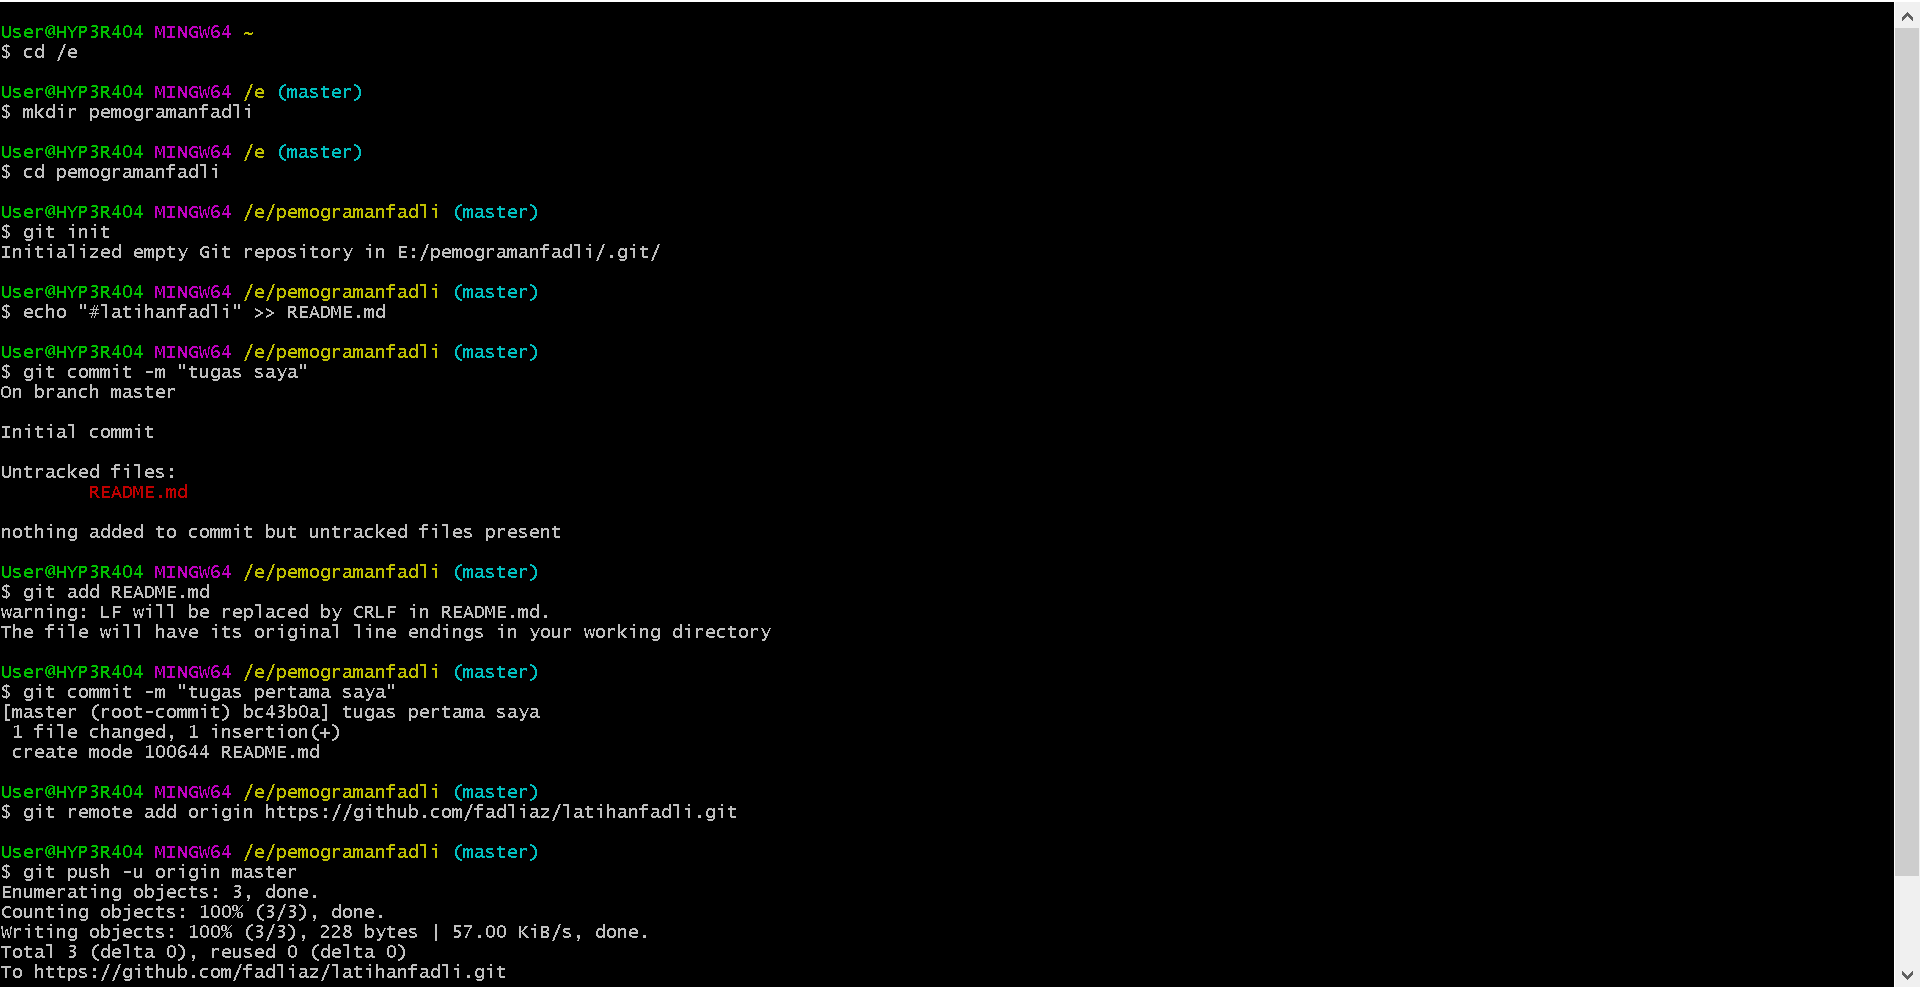 User@HYP3R404 MINGW64 ~
$ cd /e
User@HYP3R404 MINGW64 /e (master)
$ mkdir pemogramanfadli
User@HYP3R404 MINGW64 /e (master)
$ cd pemogramanfadli
User@HYP3R404 MINGW64 /e/pemogramanfadli (master)
$ git init
Initialized empty Git repository in E:/pemogramanfadli/.git/
User@HYP3R404 MINGW64 /e/pemogramanfadli (master)
$ echo "#latihanfadli" >> README.md
User@HYP3R404 MINGW64 /e/pemogramanfadli (master)
$ git commit -m "tugas saya"
On branch master
Initial commit
Untracked files:
README.md
nothing added to commit but untracked files present
User@HYP3R404 MINGW64 /e/pemogramanfadli (master)
$ git add README.md
warning: LF will be replaced by CRLF in README.md.
The file will have its original line endings in your working directory
User@HYP3R404 MINGW64 /e/pemogramanfadli (master)
$ git commit -m "tugas pertama saya"
[master (root-commit) bc43b0a] tugas pertama saya
1 file changed, 1 insertion(+)
create mode 100644 README.md
User@HYP3R404 MINGW64 /e/pemogramanfadli (master)
$ git remote add origin https://github.com/fadliaz/latihanfadli.git
User@HYP3R404 MINGW64 /e/pemogramanfadli (master)
$ git push -u origin master
Enumerating objects: 3, done.
Counting objects: 100% (3/3), done.
Writing objects: 100% (3/3), 228 bytes | 57.00 KiB/s, done.
Total 3 (delta 0), reused 0 (delta 0)
To https://github.com/fadliaz/latihanfadli.git